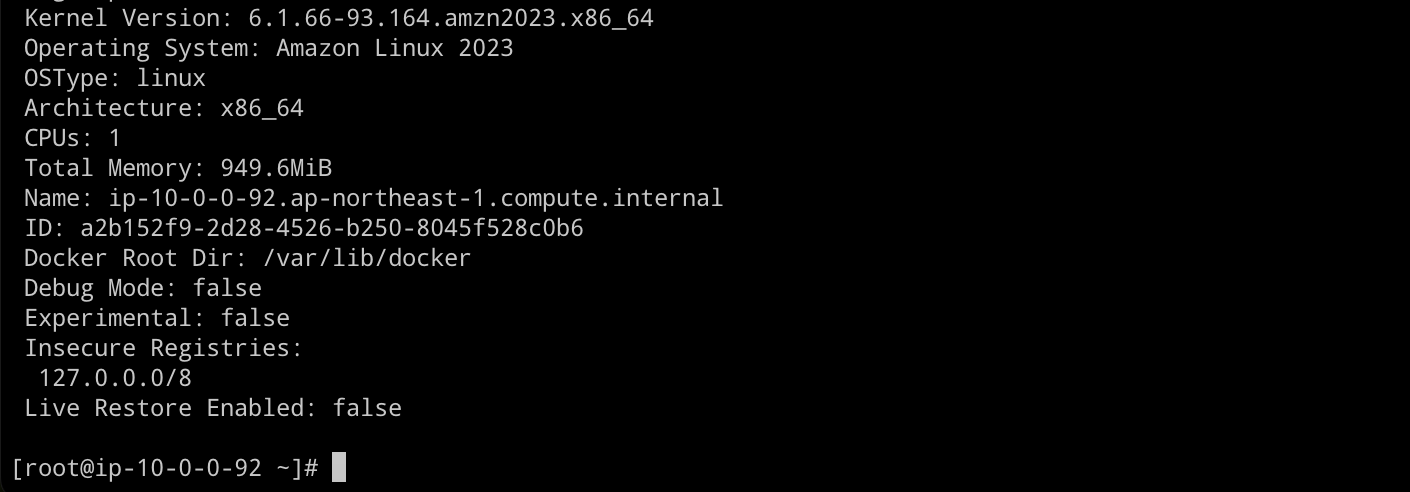 Kernel Version: 6.1.66-93.164.amzn2023.x86_64
Operating System: Amazon Linux 2023
OSType: linux
Architecture: x86_64
CPUs: 1
Total Memory: 949.6MiB
Name: ip-10-0-0-92.ap-northeast-1.compute.internal
ID: a2b152f9-2d28-4526-b250-8045f528c0b6
Docker Root Dir: /var/lib/docker
Debug Mode: false
Experimental: false
Insecure Registries:
127.0.0.0/8
Live Restore Enabled: false
[root@ip-10-0-0-92 ~]#